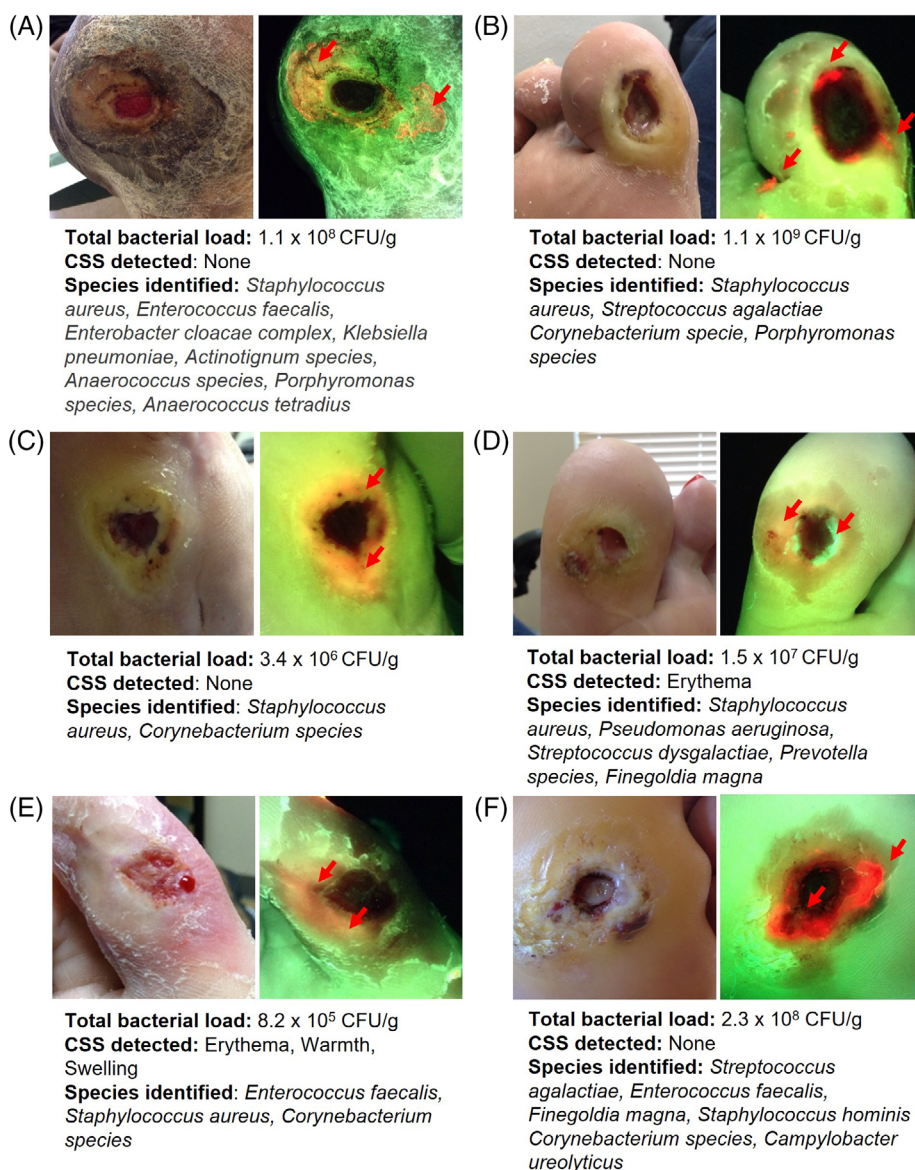 (A)
Total bacterial load: 1.1 x 10⁸ CFU/g
CSS detected: None
Species identified: Staphylococcus
aureus, Enterococcus faecalis,
Enterobacter cloacae complex, Klebsiella
pneumoniae, Actinotignum species,
Anaerococcus species, Porphyromonas
species, Anaerococcus tetradius
(B)
Total bacterial load: 1.1 x 10⁹ CFU/g
CSS detected: None
Species identified: Staphylococcus
aureus, Streptococcus agalactiae
Corynebacterium specie, Porphyromonas
species
(C)
Total bacterial load: 3.4 x 10⁶ CFU/g
CSS detected: None
Species identified: Staphylococcus
aureus, Corynebacterium species
(D)
Total bacterial load: 1.5 x 10⁷ CFU/g
CSS detected: Erythema
Species identified: Staphylococcus
aureus, Pseudomonas aeruginosa,
Streptococcus dysgalactiae, Prevotella
species, Finegoldia magna
(E)
Total bacterial load: 8.2 x 10⁵ CFU/g
CSS detected: Erythema, Warmth,
Swelling
Species identified: Enterococcus faecalis,
Staphylococcus aureus, Corynebacterium
species
(F)
Total bacterial load: 2.3 x 10⁸ CFU/g
CSS detected: None
Species identified: Streptococcus
agalactiae, Enterococcus faecalis,
Finegoldia magna, Staphylococcus hominis
Corynebacterium species, Campylobacter
ureolyticus